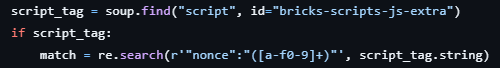 script_tag = soup.find("script", id="bricks-scripts-js-extra")
if script_tag:
match = re.search(r'"nonce":"([a-f0-9]+)"', script_tag.string)